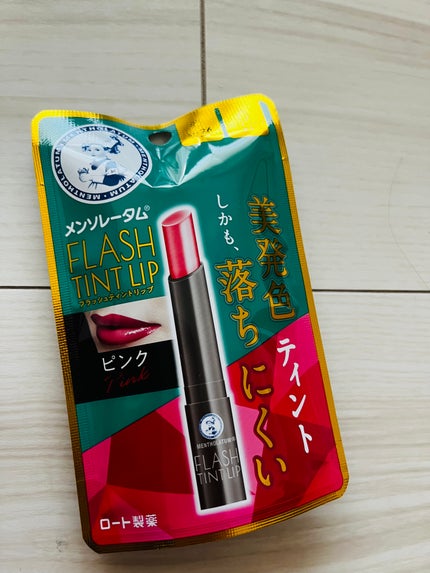 MENTHOLATUM
メンソレータム®
FLASH
TINT LIP
フラッシュティントリップ
ピンク
Pink
しかも、
美発色
落ち
にくい
ティント
MENTHOLATUM®
FLASH
TINT LIP
ロート製薬